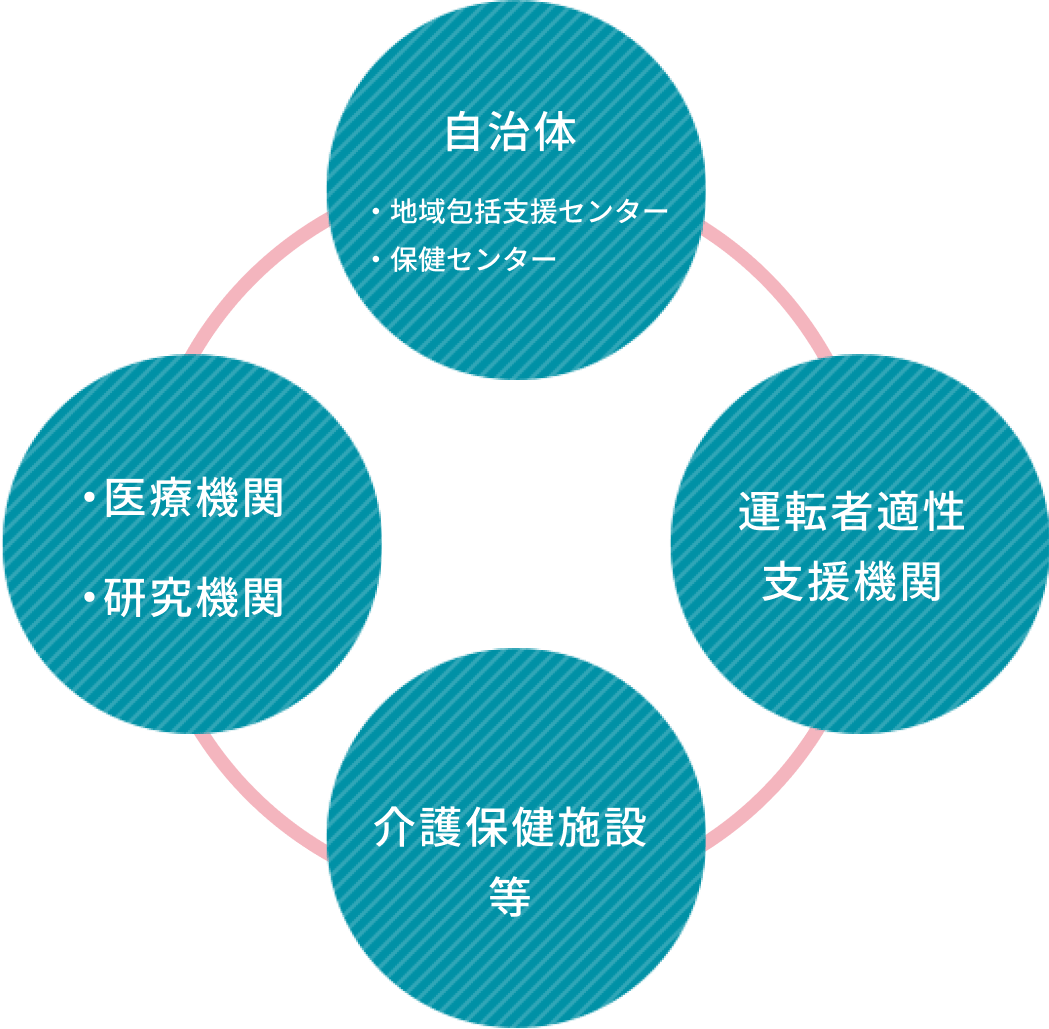 自治体
・地域包括支援センター
・保健センター
・医療機関
・研究機関
運転者適性
支援機関
介護保健施設
等